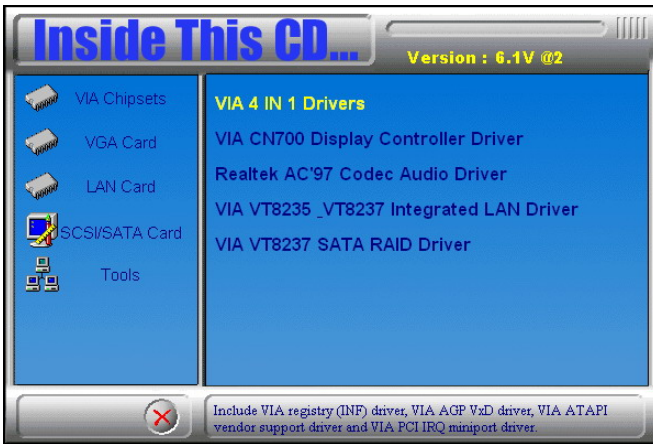 Inside This CD...
Version : 6.1V @2
VIA Chipsets
VGA Card
LAN Card
SCSI/SATA Card
Tools
VIA 4 IN 1 Drivers
VIA CN700 Display Controller Driver
Realtek AC'97 Codec Audio Driver
VIA VT8235 _VT8237 Integrated LAN Driver
VIA VT8237 SATA RAID Driver
Include VIA registry (INF) driver, VIA AGP VxD driver, VIA ATAPI
vendor support driver and VIA PCI IRQ miniport driver.